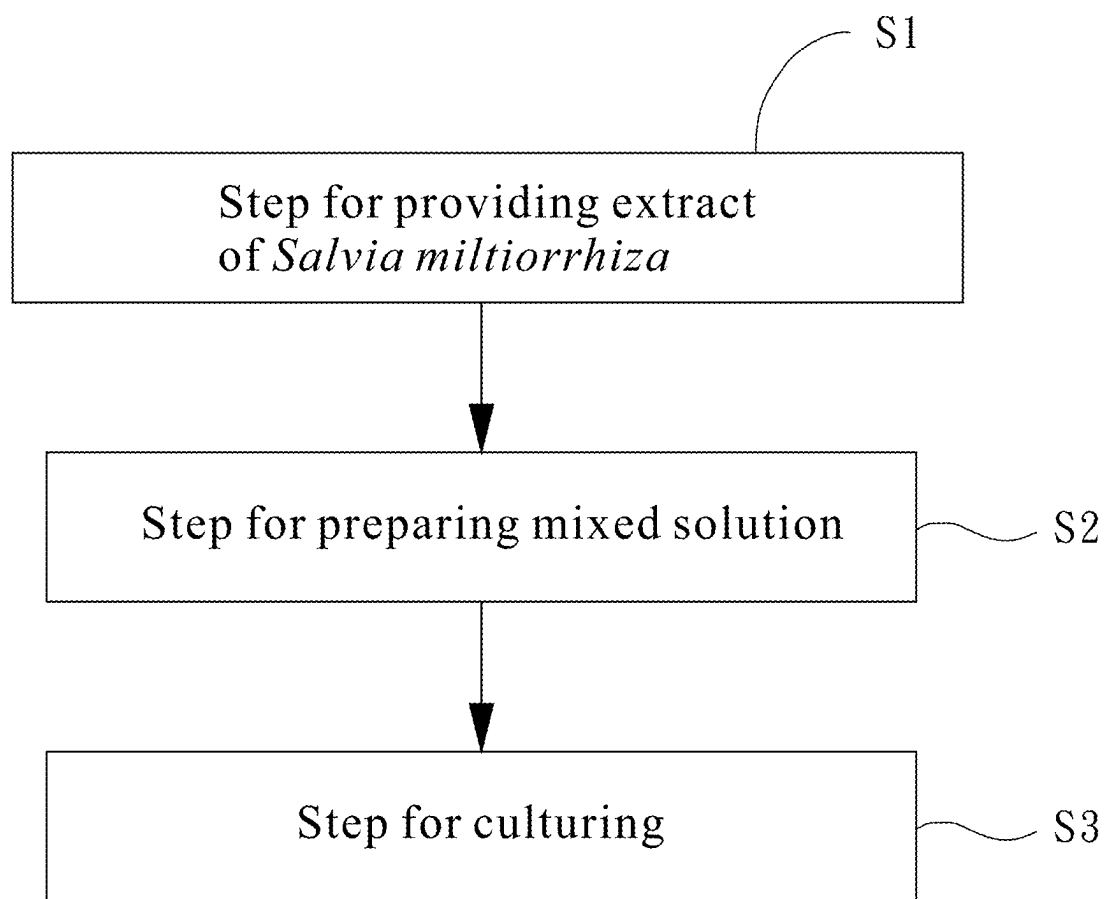 S1
Step for providing extract
of Salvia miltiorrhiza
Step for preparing mixed solution
S2
Step for culturing
S3